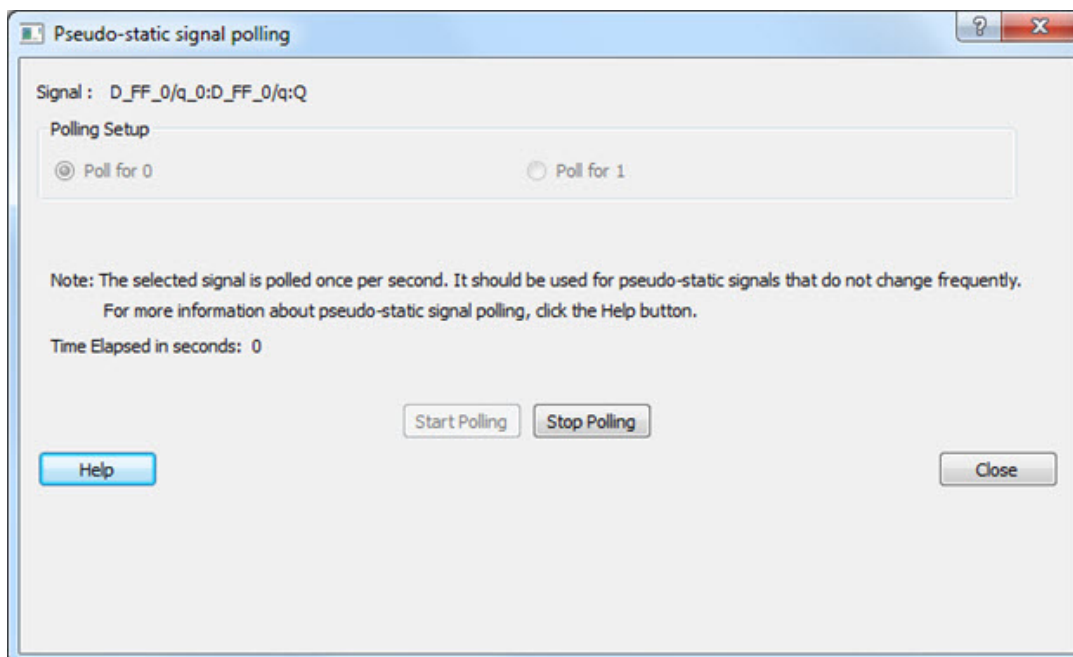 Pseudo-static signal polling
Signal : D_FF_0/q_0:D_FF_0/q:Q
Polling Setup
Poll for 0 Poll for 1
Note: The selected signal is polled once per second. It should be used for pseudo-static signals that do not change frequently.
For more information about pseudo-static signal polling, click the Help button.
Time Elapsed in seconds: 0
Start Polling Stop Polling
Help Close